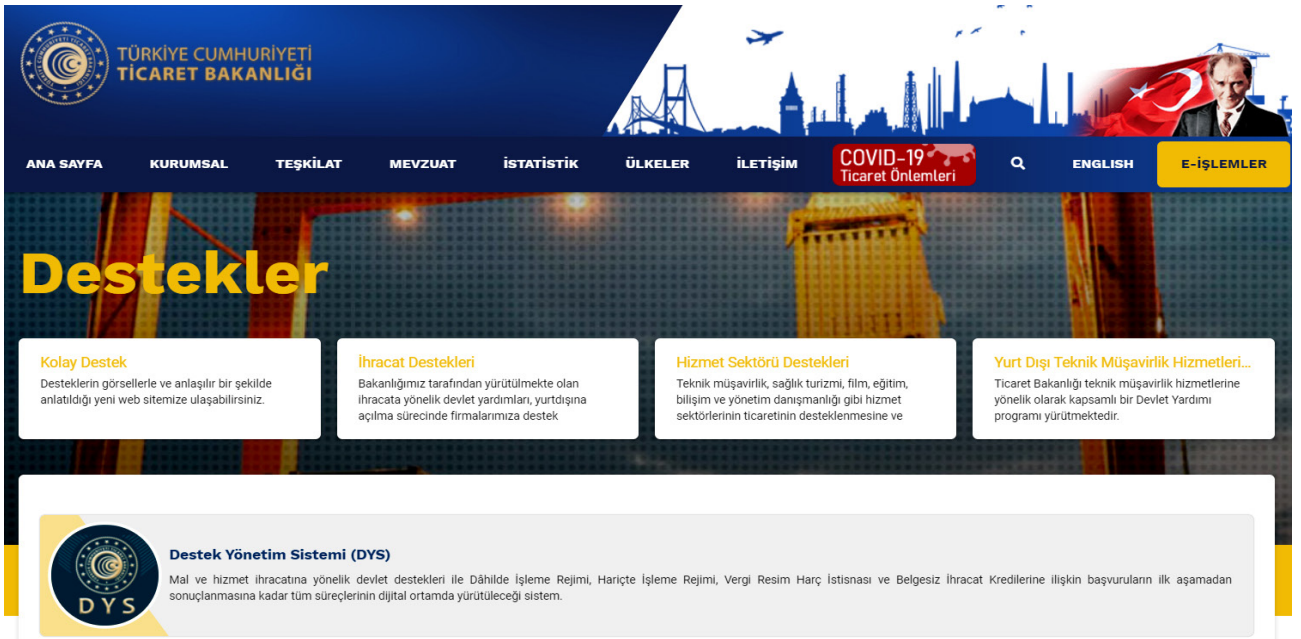 TÜRKİYE CUMHURİYETİ
TİCARET BAKANLIĞI
ANA SAYFA
KURUMSAL
TEŞKİLAT
MEVZUAT
İSTATİSTİK
ÜLKELER
İLETİŞİM
COVID-19
Ticaret Önlemleri
ENGLISH
E-İŞLEMLER
Destekler
Kolay Destek
Desteklerin görsellerle ve anlaşılır bir şekilde
anlatıldığı yeni web sitemize ulaşabilirsiniz.
İhracat Destekleri
Bakanlığımız tarafından yürütülmekte olan
ihracata yönelik devlet yardımları, yurtdışına
açılma sürecinde firmalarımıza destek
Hizmet Sektörü Destekleri
Teknik müşavirlik, sağlık turizmi, film, eğitim,
bilişim ve yönetim danışmanlığı gibi hizmet
sektörlerinin ticaretinin desteklenmesine ve
Yurt Dışı Teknik Müşavirlik Hizmetleri...
Ticaret Bakanlığı teknik müşavirlik hizmetlerine
yönelik olarak kapsamlı bir Devlet Yardımı
programı yürütmektedir.
DYS
Destek Yönetim Sistemi (DYS)
Mal ve hizmet ihracatına yönelik devlet destekleri ile Dâhilde İşleme Rejimi, Hariçte İşleme Rejimi, Vergi Resim Harç İstisnası ve Belgesiz İhracat Kredilerine ilişkin başvuruların ilk aşamadan
sonuçlanmasına kadar tüm süreçlerinin dijital ortamda yürütüleceği sistem.